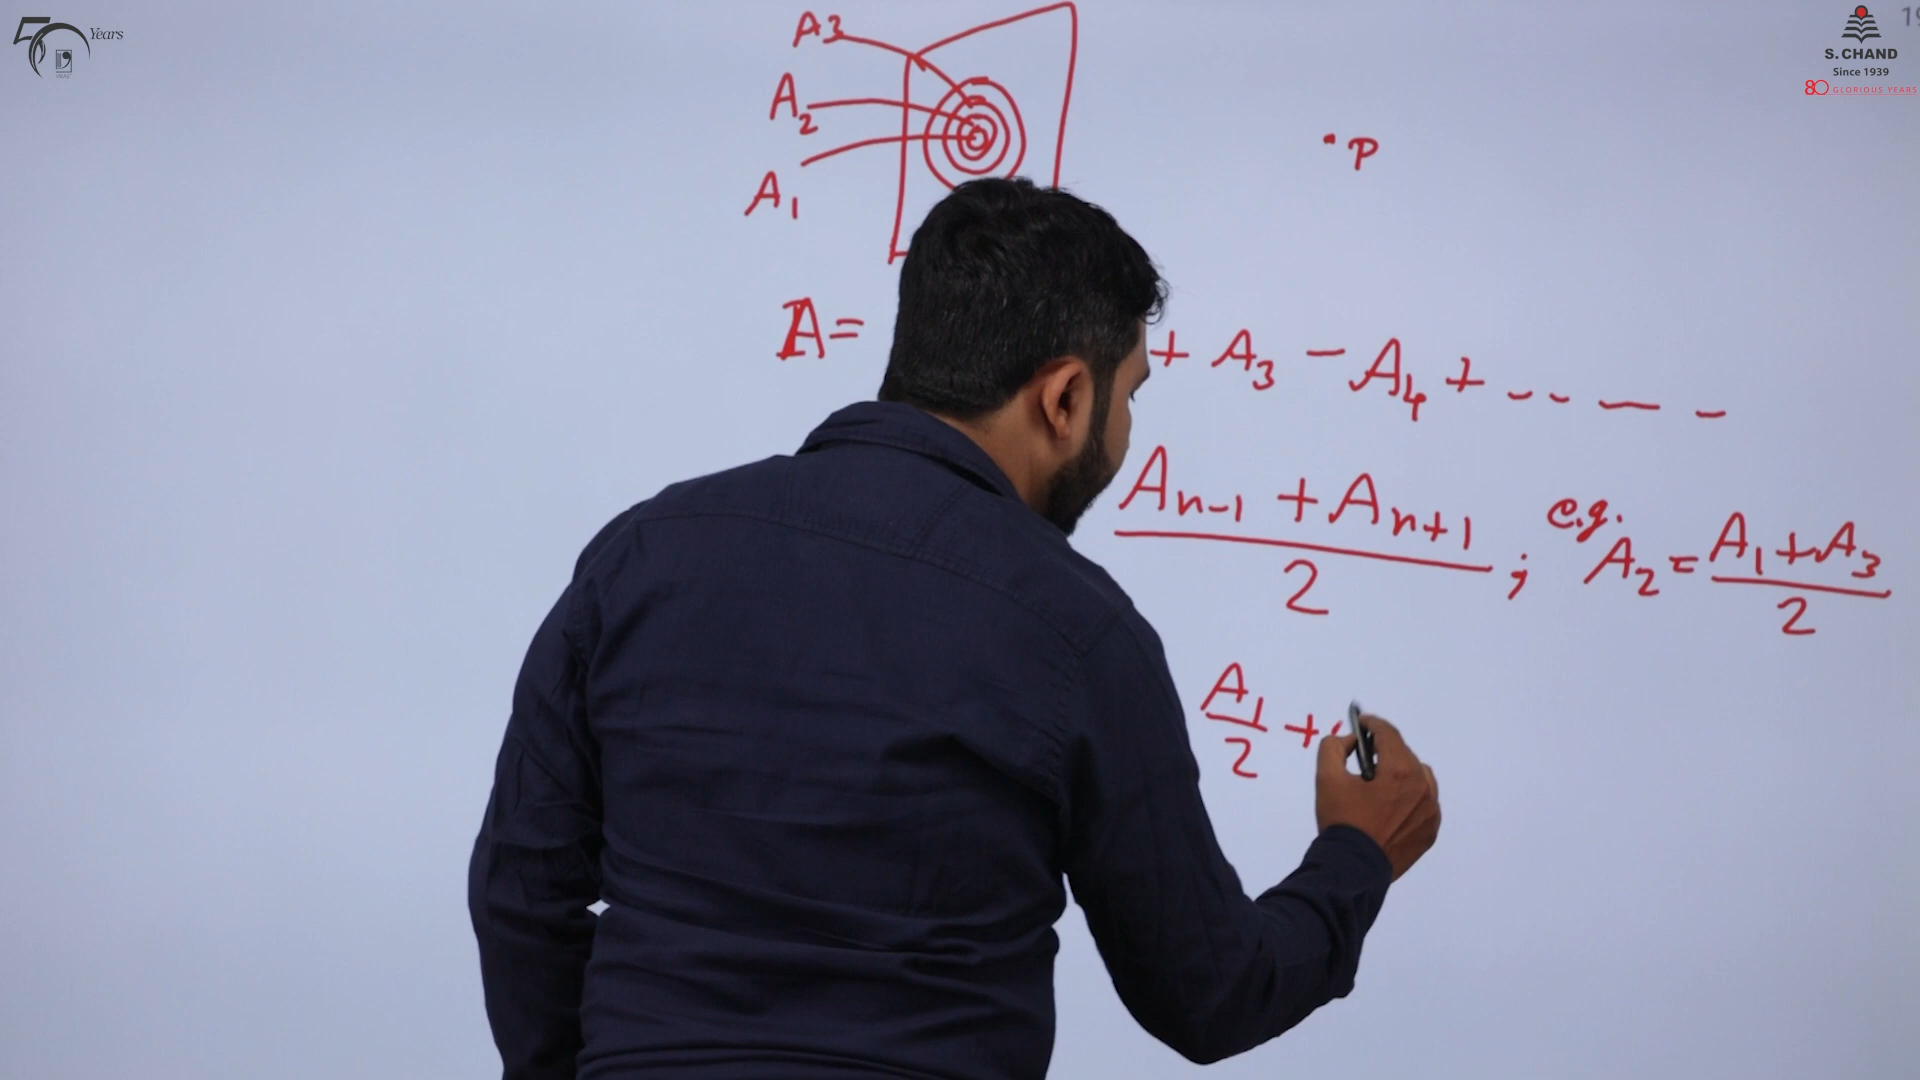 50 Years
S. CHAND
Since 1939
80 GLORIOUS YEARS
19
A3
A2
A1
P
A =
+ A3 - A4 + -- — -
An-1 + An+1
2
; e.g. A2 = A1 + A3
2
A1
2
+